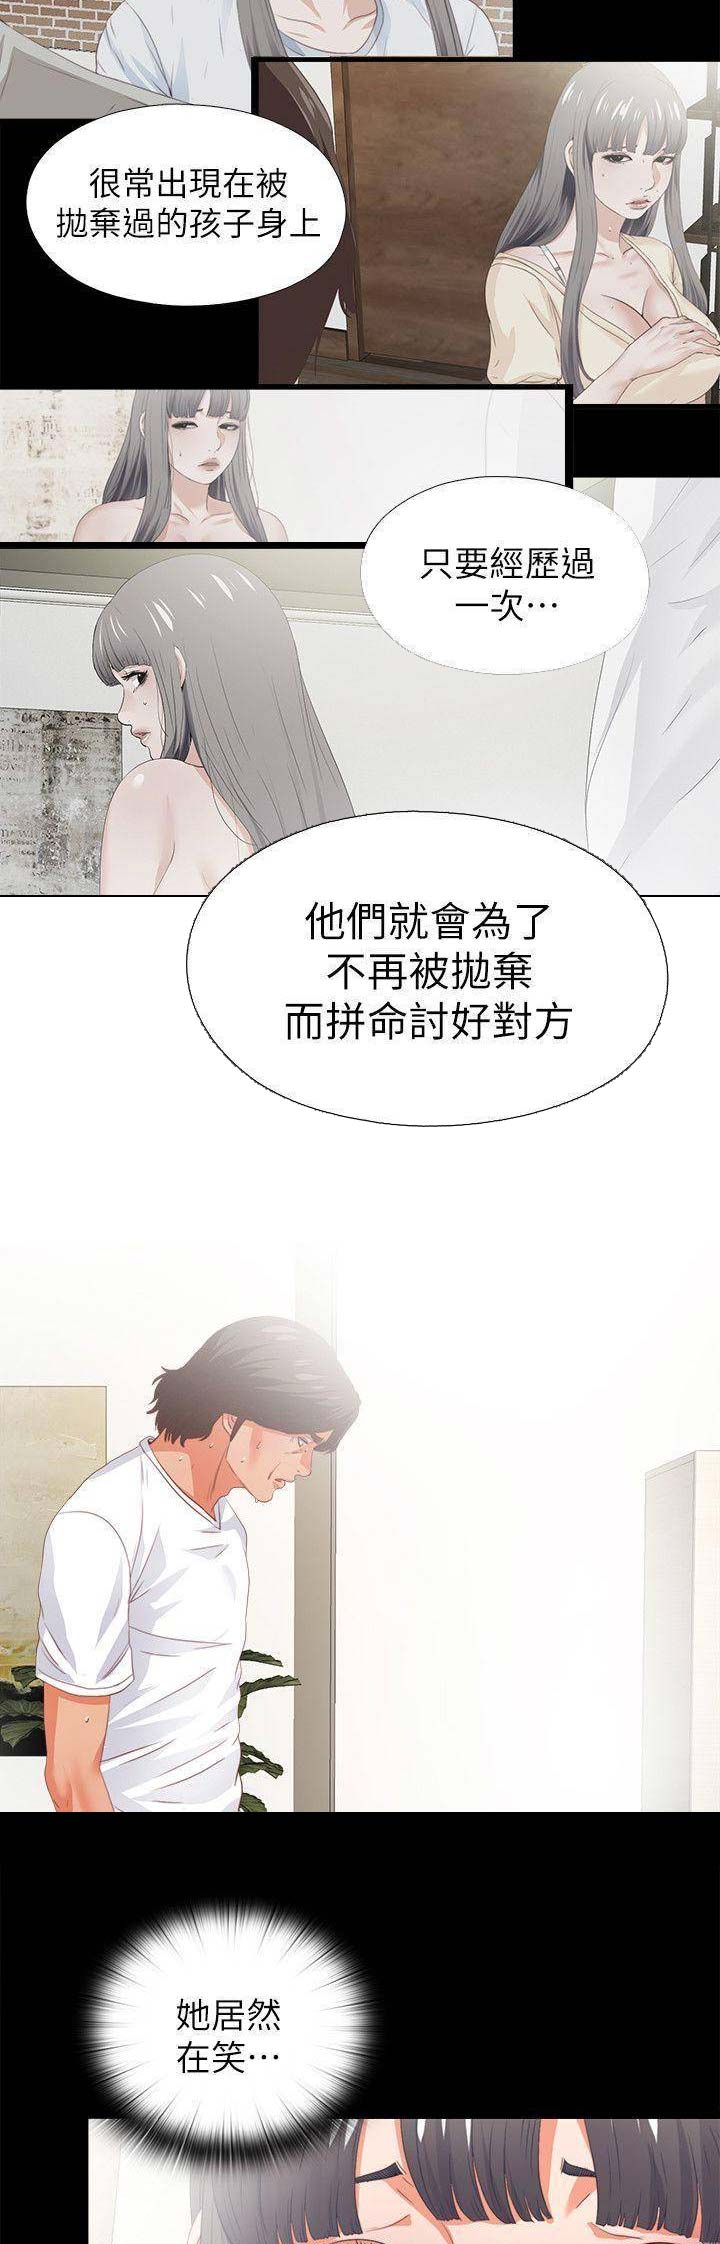 很常出現在被
拋棄過的孩子身上
只要經歷過
一次…
他們就會為了
不再被拋棄
而拼命討好對方
她居然
在笑…